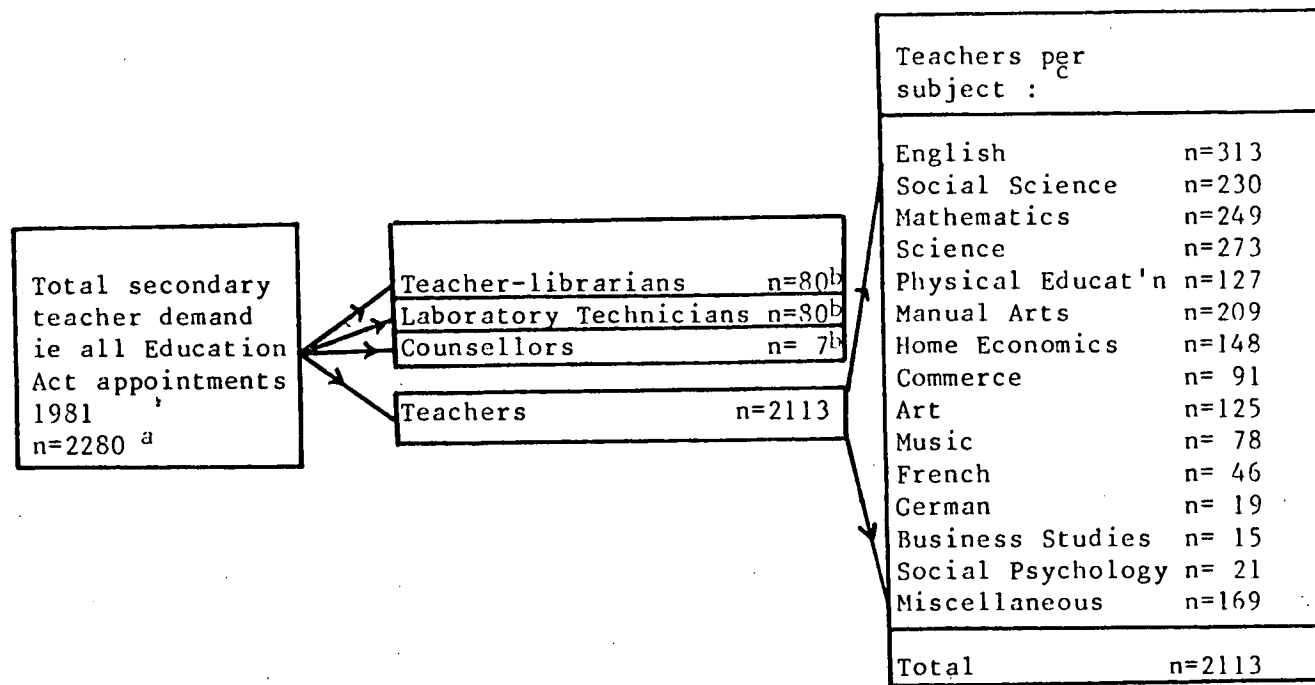 Total secondary
teacher demand
ie all Education
Act appointments
1981
n=2280 a
Teacher-librarians n=80b
Laboratory Technicians n=80b
Counsellors n= 7b
Teachers n=2113
Teachers per
subject : c
English n=313
Social Science n=230
Mathematics n=249
Science n=273
Physical Educat'n n=127
Manual Arts n=209
Home Economics n=148
Commerce n= 91
Art n=125
Music n= 78
French n= 46
German n= 19
Business Studies n= 15
Social Psychology n= 21
Miscellaneous n=169
Total n=2113